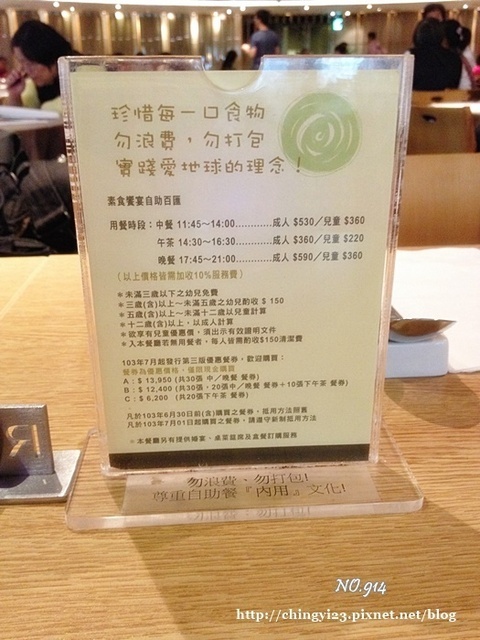 珍惜每一口食物
勿浪費，勿打包
實踐愛地球的理念！
素食饗宴自助百匯
用餐時段：中餐 11:45～14:00............成人 $530／兒童 $360
午茶 14:30～16:30............成人 $360／兒童 $220
晚餐 17:45～21:00............成人 $590／兒童 $360
（以上價格皆需加收10%服務費）
＊未滿三歲以下之幼兒免費
＊三歲(含)以上～未滿五歲之幼兒酌收 $ 150
＊五歲(含)以上～未滿十二歲以兒童計算
＊十二歲(含)以上，以成人計算
＊欲享有兒童優惠價，須出示有效證明文件
＊入本餐廳若無用餐者，每人皆需酌收$150清潔費
103年7月起發行第三版優惠餐券，歡迎購買：
餐券為優惠價格，僅限現金購買
A：$ 13,950 (共30張 中／晚餐 餐券)
B：$ 12,400 (共30張，20張中／晚餐 餐券＋10張下午茶 餐券)
C：$ 6,200 (共20張下午茶 餐券)
凡於103年6月30日前(含)購買之餐券，抵用方法照舊
凡於103年7月01日起購買之餐券，請遵守新制抵用方法
＊本餐廳另有提供婚宴、桌菜筵席及盒餐訂購服務
勿浪費、勿打包!
尊重自助餐『內用』文化!
NO.914
http://chingyi23.pixnet.net/blog